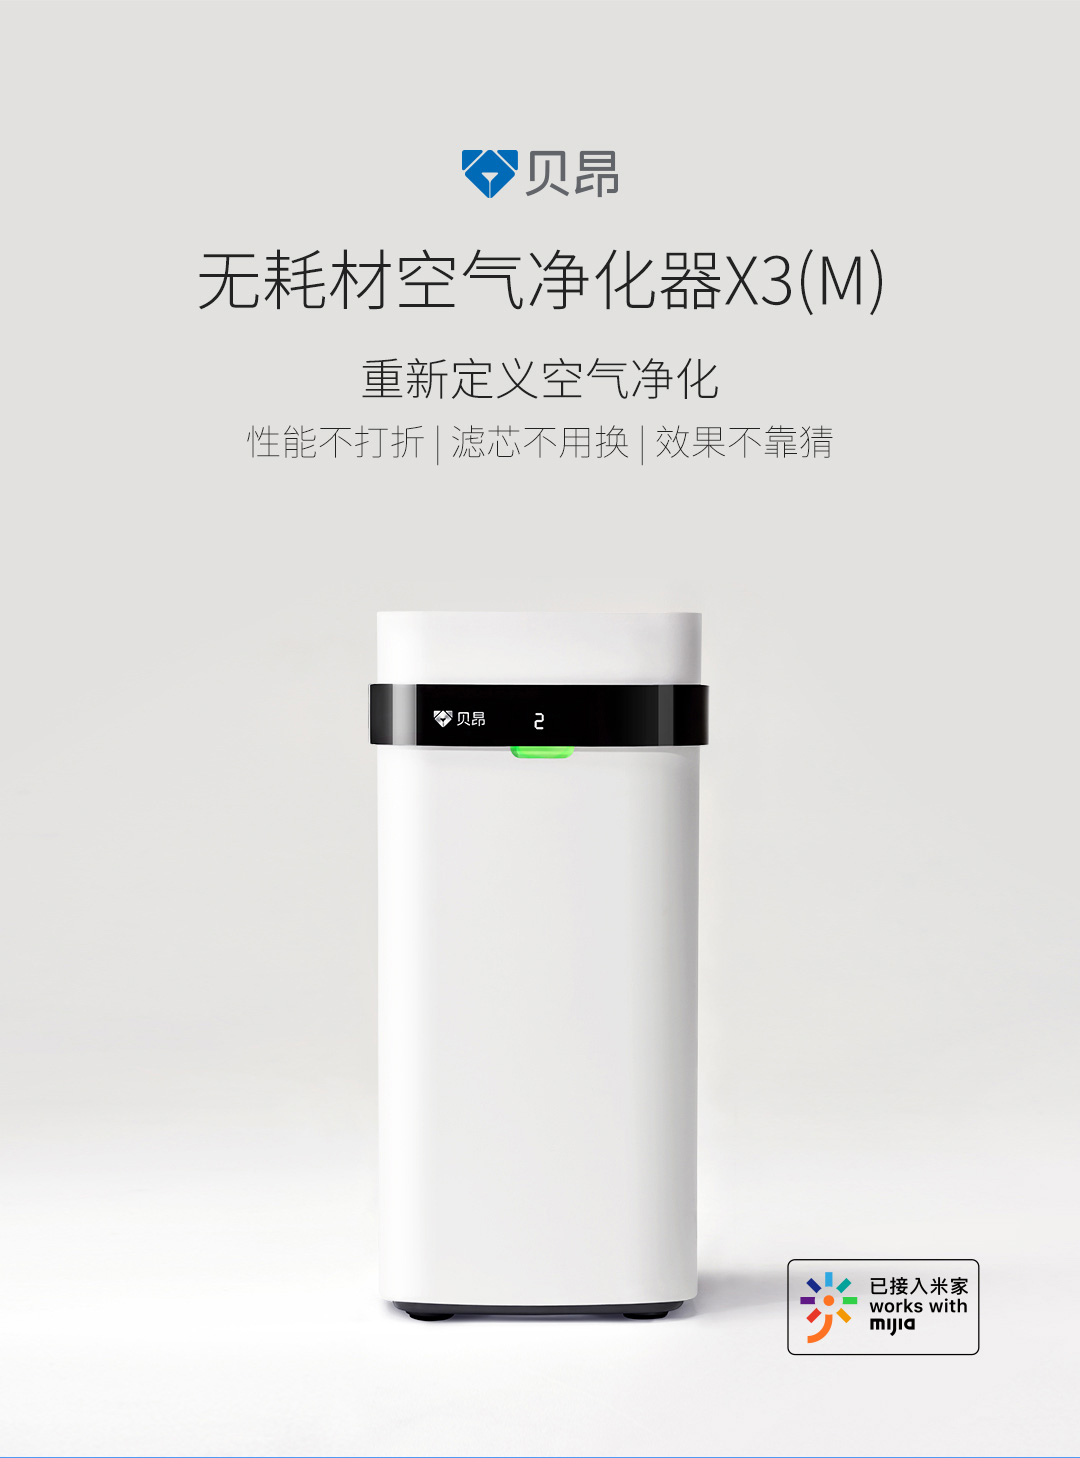 贝昂
无耗材空气净化器X3(M)
重新定义空气净化
性能不打折 | 滤芯不用换 | 效果不靠猜
贝昂 2
已接入米家
works with
mijia